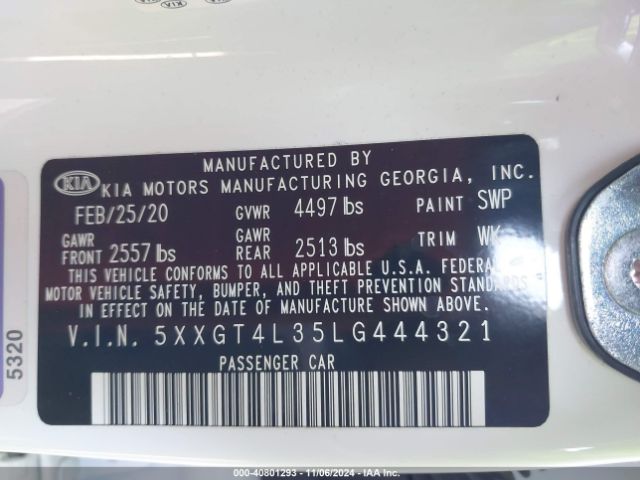 MANUFACTURED BY
KIA KIA MOTORS MANUFACTURING GEORGIA, INC.
FEB/25/20 GVWR 4497 lbs PAINT SWP
GAWR FRONT 2557 lbs GAWR REAR 2513 lbs TRIM WK
THIS VEHICLE CONFORMS TO ALL APPLICABLE U.S.A. FEDERAL
MOTOR VEHICLE SAFETY, BUMPER, AND THEFT PREVENTION STANDARDS
IN EFFECT ON THE DATE OF MANUFACTURE SHOWN ABOVE.
V.I.N. 5XXGT4L35LG444321
PASSENGER CAR
5320
000-40801293 - 11/06/2024 - IAA Inc.